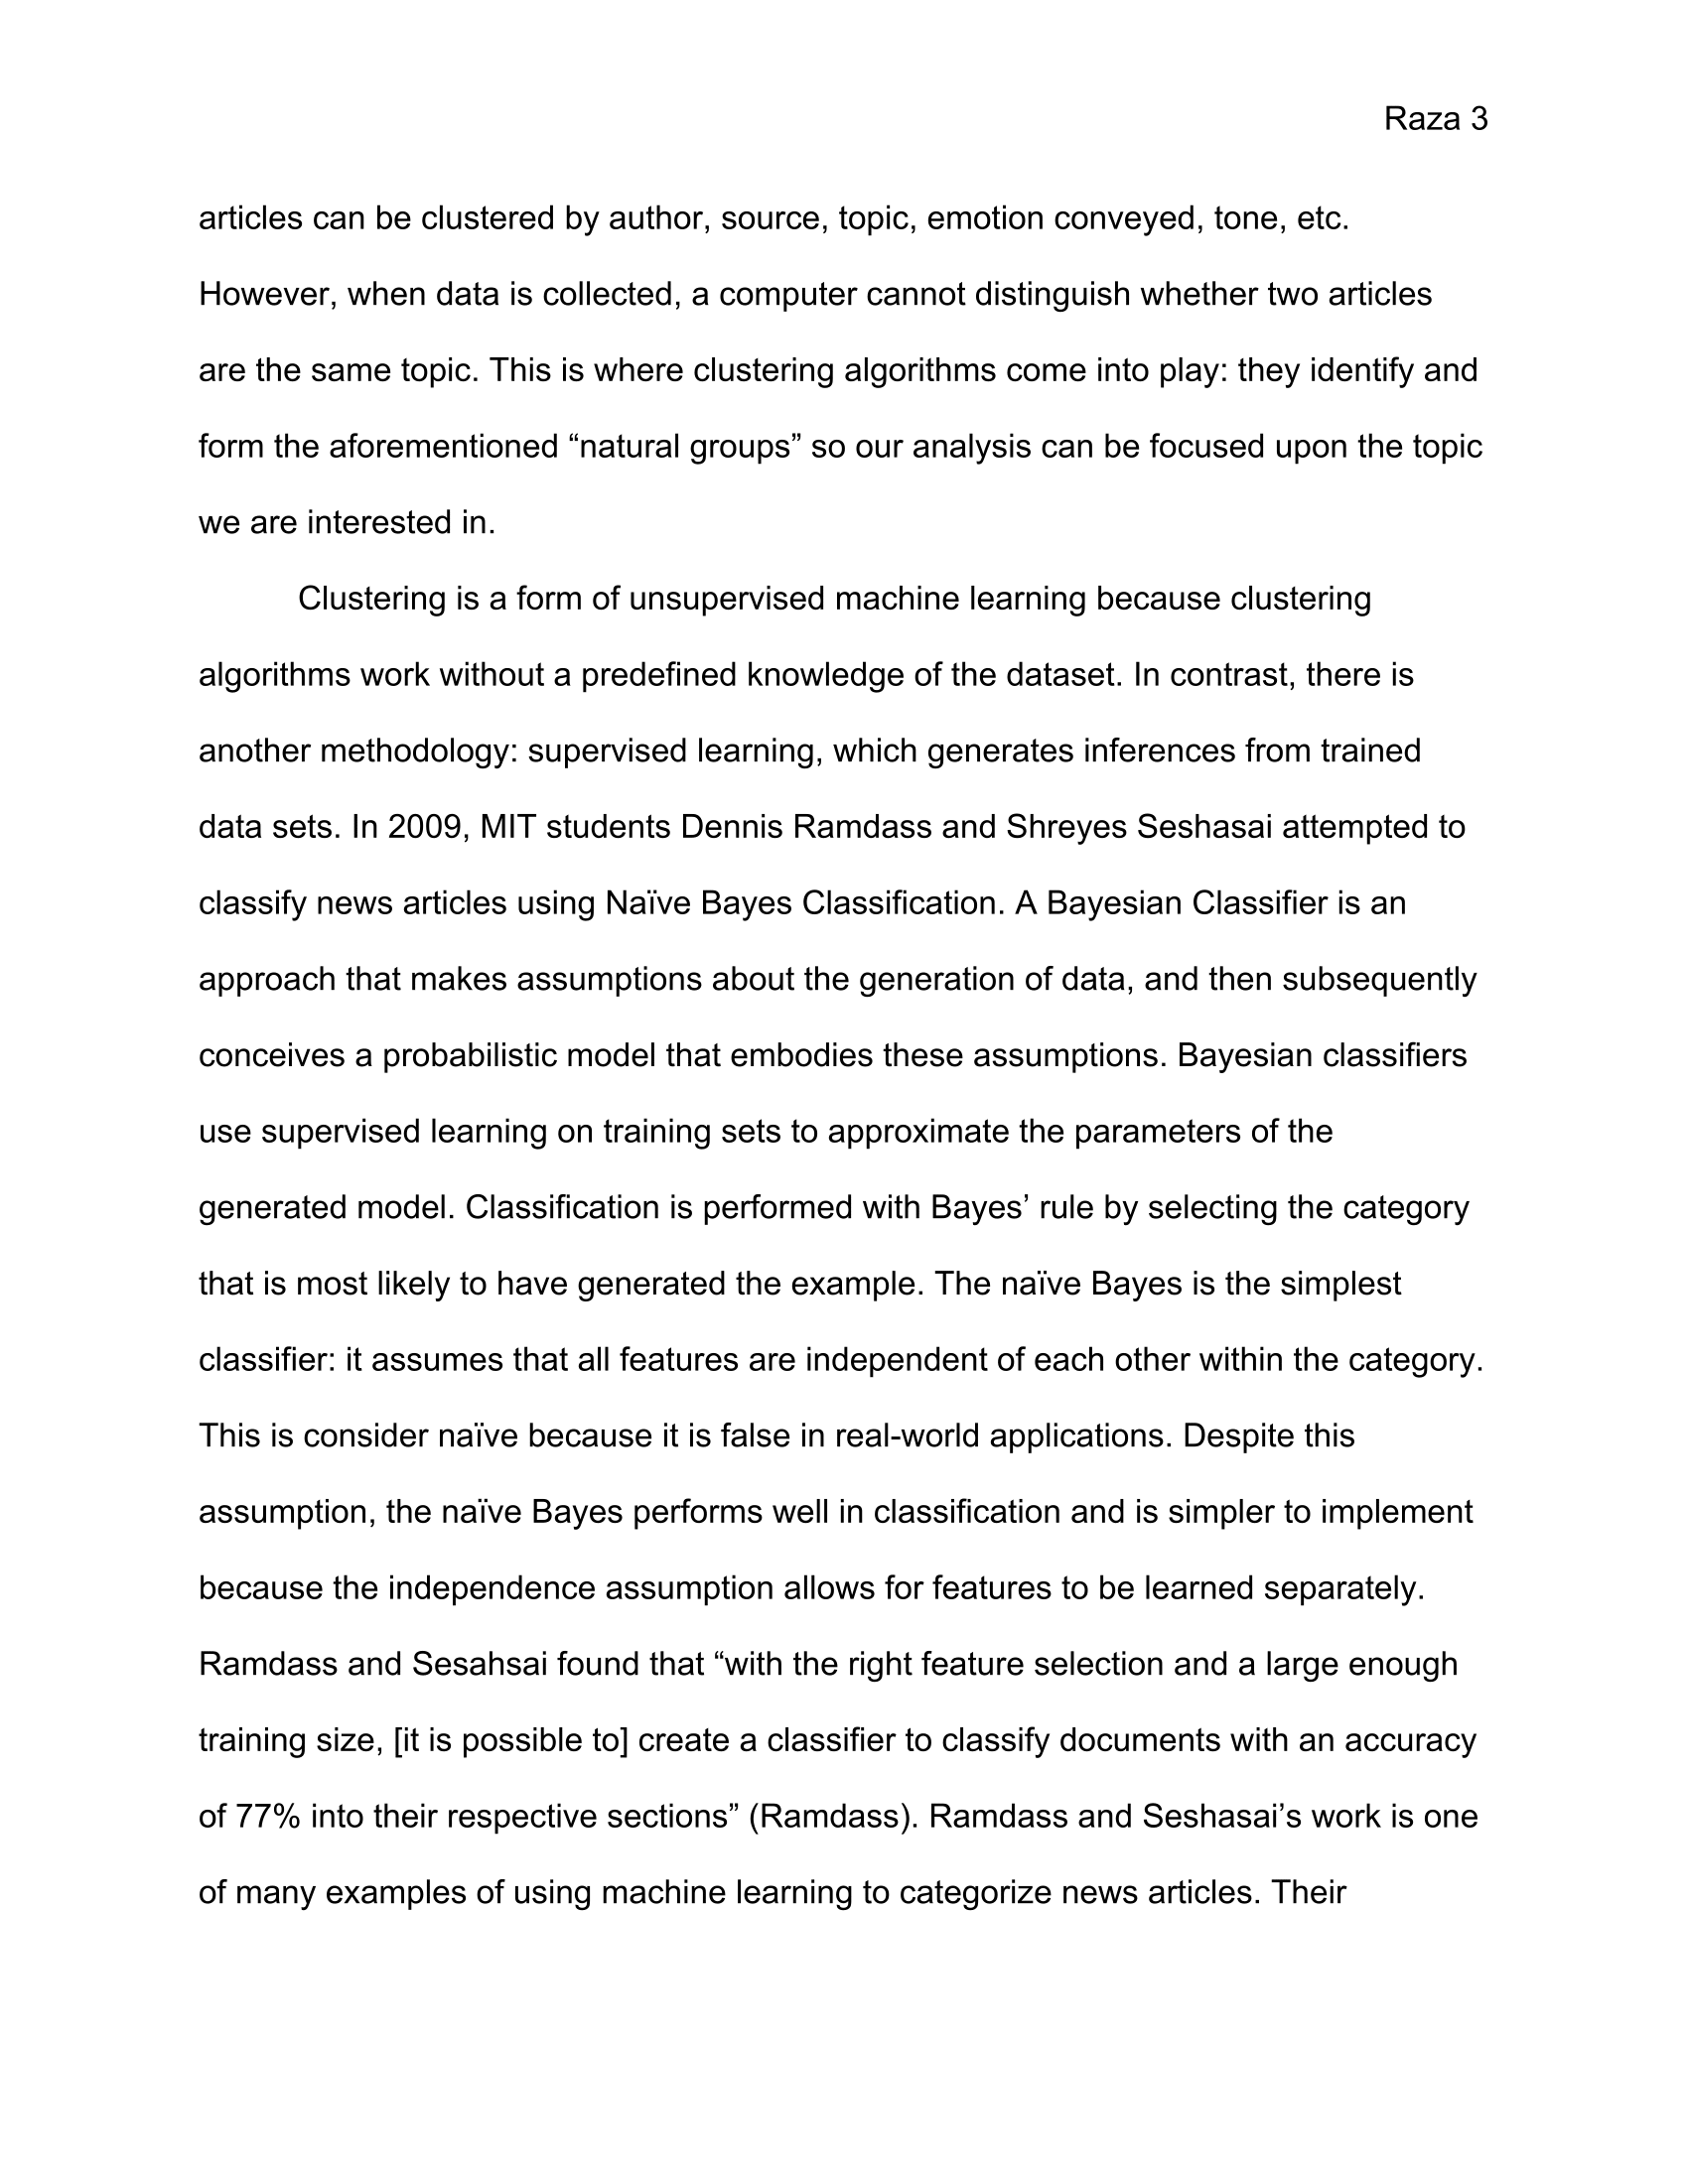 Raza 3
articles can be clustered by author, source, topic, emotion conveyed, tone, etc.
However, when data is collected, a computer cannot distinguish whether two articles
are the same topic. This is where clustering algorithms come into play: they identify and
form the aforementioned “natural groups” so our analysis can be focused upon the topic
we are interested in.
Clustering is a form of unsupervised machine learning because clustering
algorithms work without a predefined knowledge of the dataset. In contrast, there is
another methodology: supervised learning, which generates inferences from trained
data sets. In 2009, MIT students Dennis Ramdass and Shreyes Seshasai attempted to
classify news articles using Naïve Bayes Classification. A Bayesian Classifier is an
approach that makes assumptions about the generation of data, and then subsequently
conceives a probabilistic model that embodies these assumptions. Bayesian classifiers
use supervised learning on training sets to approximate the parameters of the
generated model. Classification is performed with Bayes’ rule by selecting the category
that is most likely to have generated the example. The naïve Bayes is the simplest
classifier: it assumes that all features are independent of each other within the category.
This is consider naïve because it is false in real-world applications. Despite this
assumption, the naïve Bayes performs well in classification and is simpler to implement
because the independence assumption allows for features to be learned separately.
Ramdass and Sesahsai found that “with the right feature selection and a large enough
training size, [it is possible to] create a classifier to classify documents with an accuracy
of 77% into their respective sections” (Ramdass). Ramdass and Seshasai’s work is one
of many examples of using machine learning to categorize news articles. Their